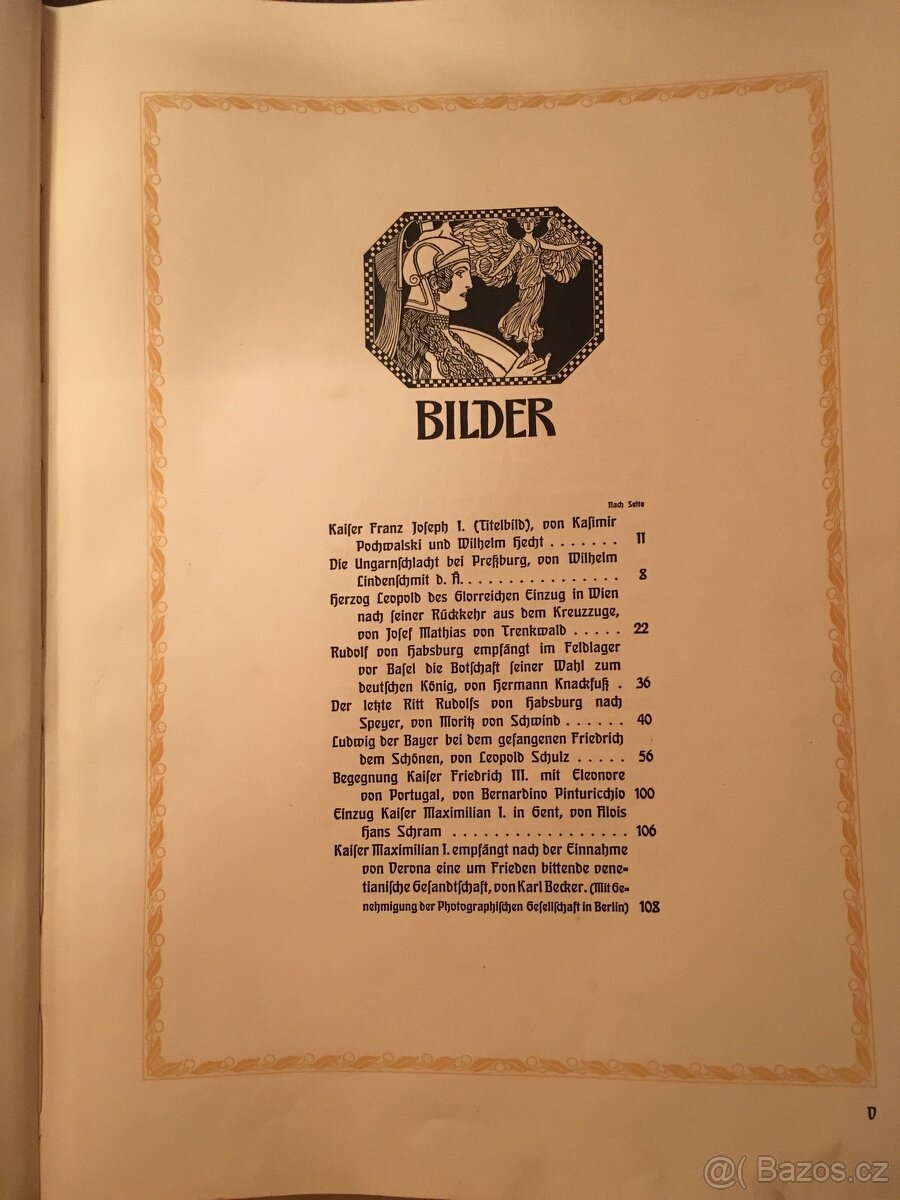 BILDER
Nach Seite
Kaiſer Franz Joſeph I. (Titelbild), von Kaſimir
Pochwalski und Wilhelm Hecht . . . . . . . 11
Die Ungarnſchlacht bei Preßburg, von Wilhelm
Lindenſchmit d. Ä. . . . . . . . . . . . . . . . 8
Herzog Leopold des Glorreichen Einzug in Wien
nach ſeiner Rückkehr aus dem Kreuzzuge,
von Joſef Mathias von Trenkwald . . . . . 22
Rudolf von Habsburg empfängt im Feldlager
vor Baſel die Botſchaft ſeiner Wahl zum
deutſchen König, von Hermann Knackfuß . 36
Der letzte Ritt Rudolfs von Habsburg nach
Speyer, von Moritz von Schwind . . . . . . 40
Ludwig der Bayer bei dem gefangenen Friedrich
dem Schönen, von Leopold Schulz . . . . . 56
Begegnung Kaiſer Friedrich III. mit Eleonore
von Portugal, von Bernardino Pinturicchio 100
Einzug Kaiſer Maximilian I. in Gent, von Alois
Hans Schram . . . . . . . . . . . . . . . . . 106
Kaiſer Maximilian I. empfängt nach der Einnahme
von Verona eine um Frieden bittende vene-
tianiſche Geſandtſchaft, von Karl Becker. (Mit Ge-
nehmigung der Photographiſchen Geſellſchaft in Berlin) 108
V
@( Bazos.cz